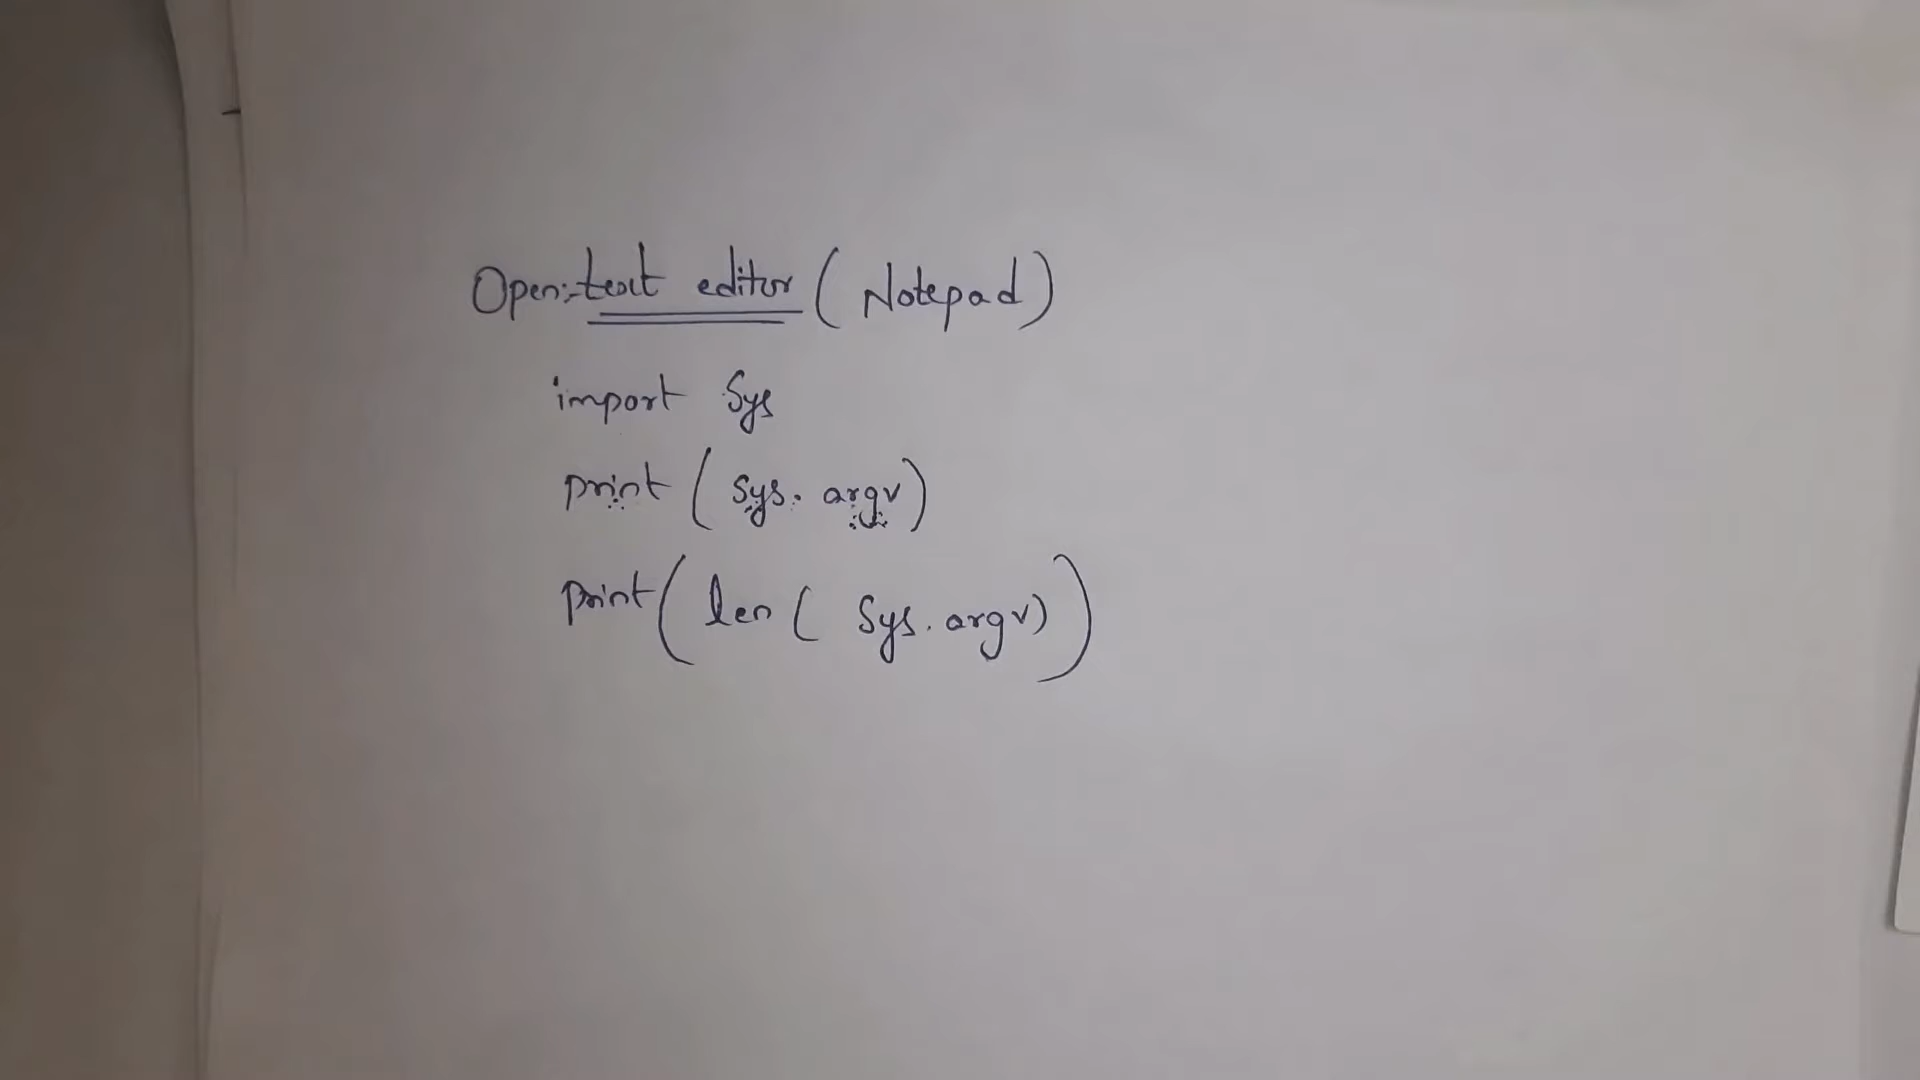 Open:-text editor (Notepad)
import Sys
print (sys. argv)
print (len ( Sys. argv))